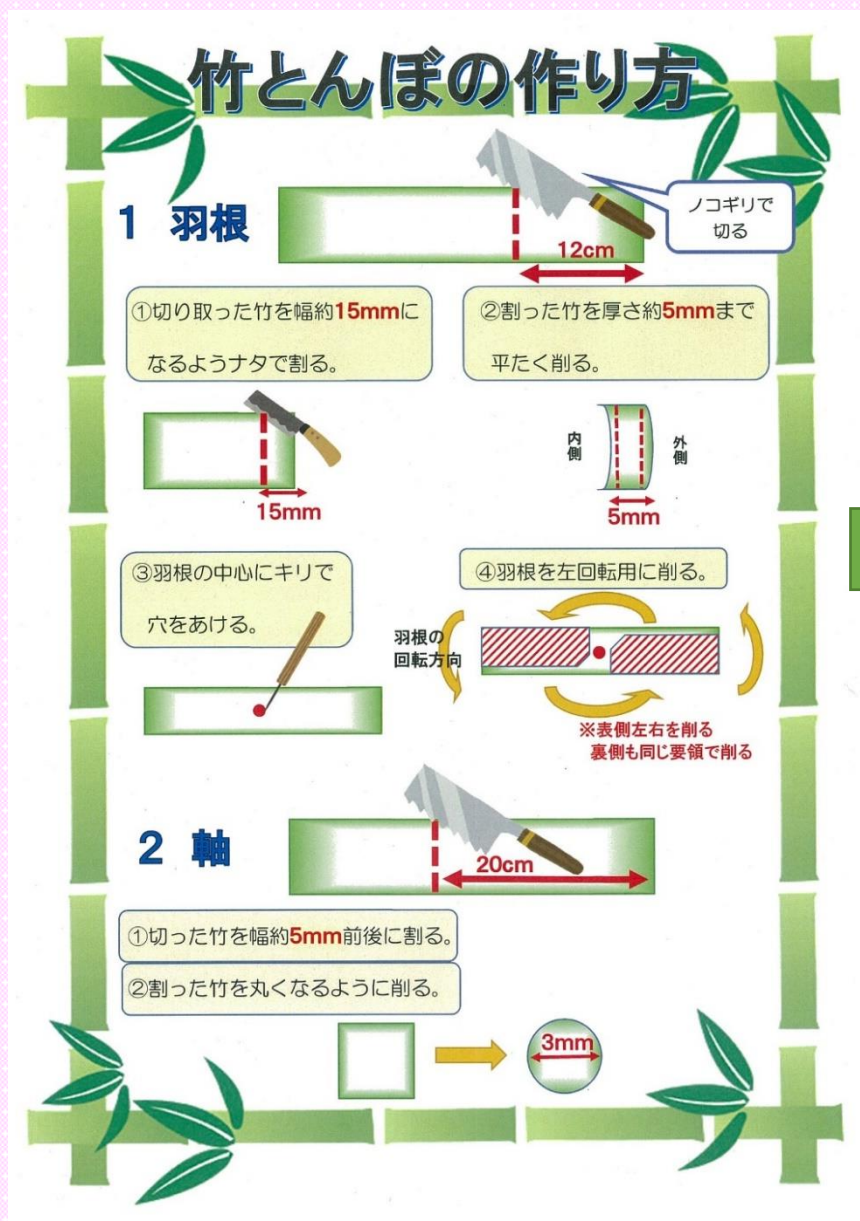 竹とんぼの作り方
1 羽根
ノコギリで
切る
12cm
①切り取った竹を幅約15mmに
なるようナタで割る。
②割った竹を厚さ約5mmまで
平たく削る。
15mm
内側
外側
5mm
③羽根の中心にキリで
穴をあける。
④羽根を左回転用に削る。
羽根の
回転方向
※表側左右を削る
裏側も同じ要領で削る
2 軸
20cm
①切った竹を幅約5mm前後に割る。
②割った竹を丸くなるように削る。
3mm